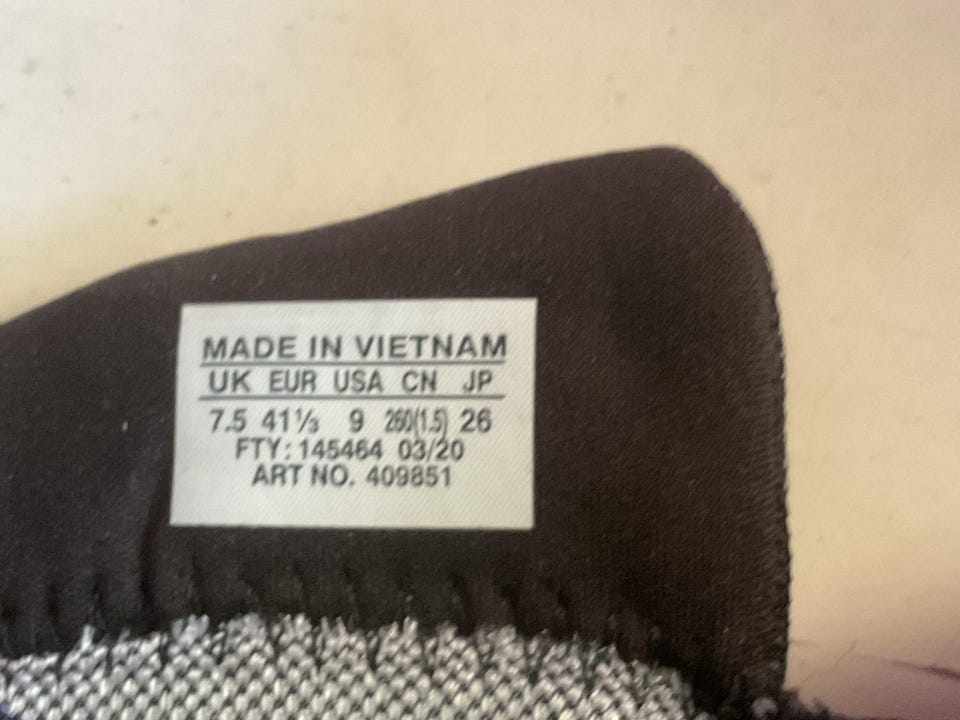 MADE IN VIETNAM
UK EUR USA CN JP
7.5 41⅓ 9 260(1.5) 26
FTY: 145464 03/20
ART NO. 409851